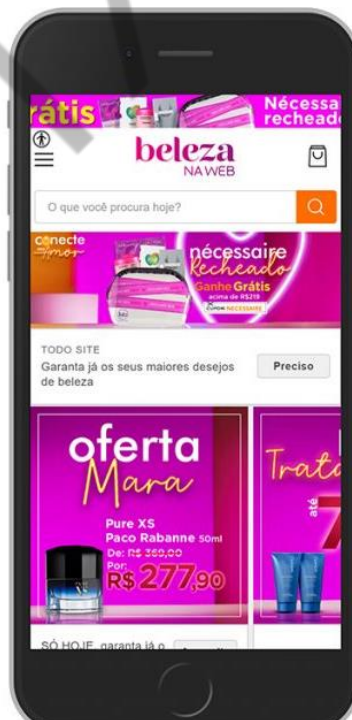 rátis
Nécessa
recheado
beleza
NA WEB
O que você procura hoje?
conecte
Amor
nécessaire
Recheado
Ganhe Grátis
acima de R$219
CUPOM: NECESSAIRE
TODO SITE
Garanta já os seus maiores desejos
de beleza
Preciso
oferta
Mara
Pure XS
Paco Rabanne 50ml
De: R$ 369,00
Por:
R$ 277,90
Trata
até
7
XS
SÓ HOJE, garanta já o